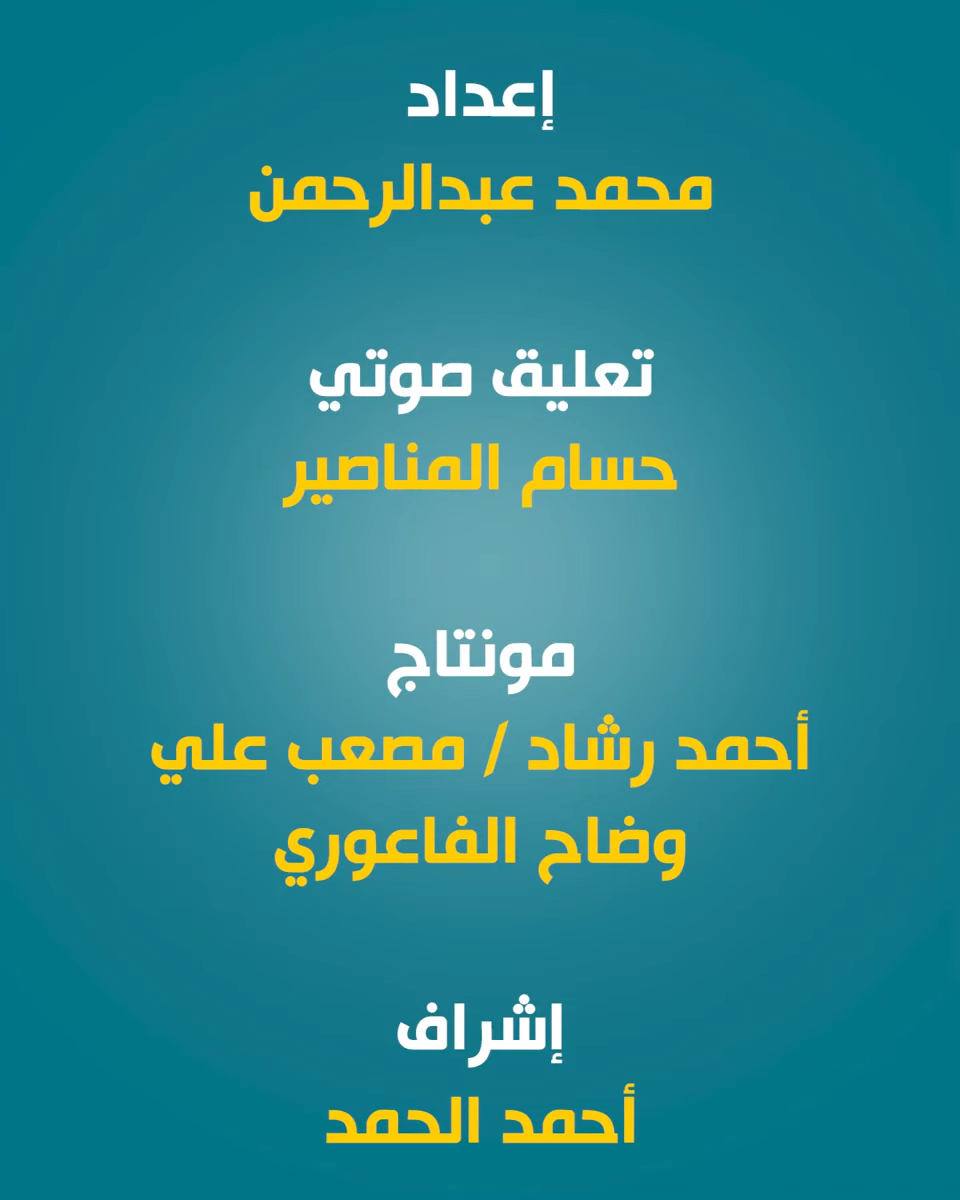 إعداد
محمد عبدالرحمن
تعليق صوتي
حسام المناصير
مونتاج
أحمد رشاد / مصعب علي
وضاح الفاعوري
إشراف
أحمد الحمد